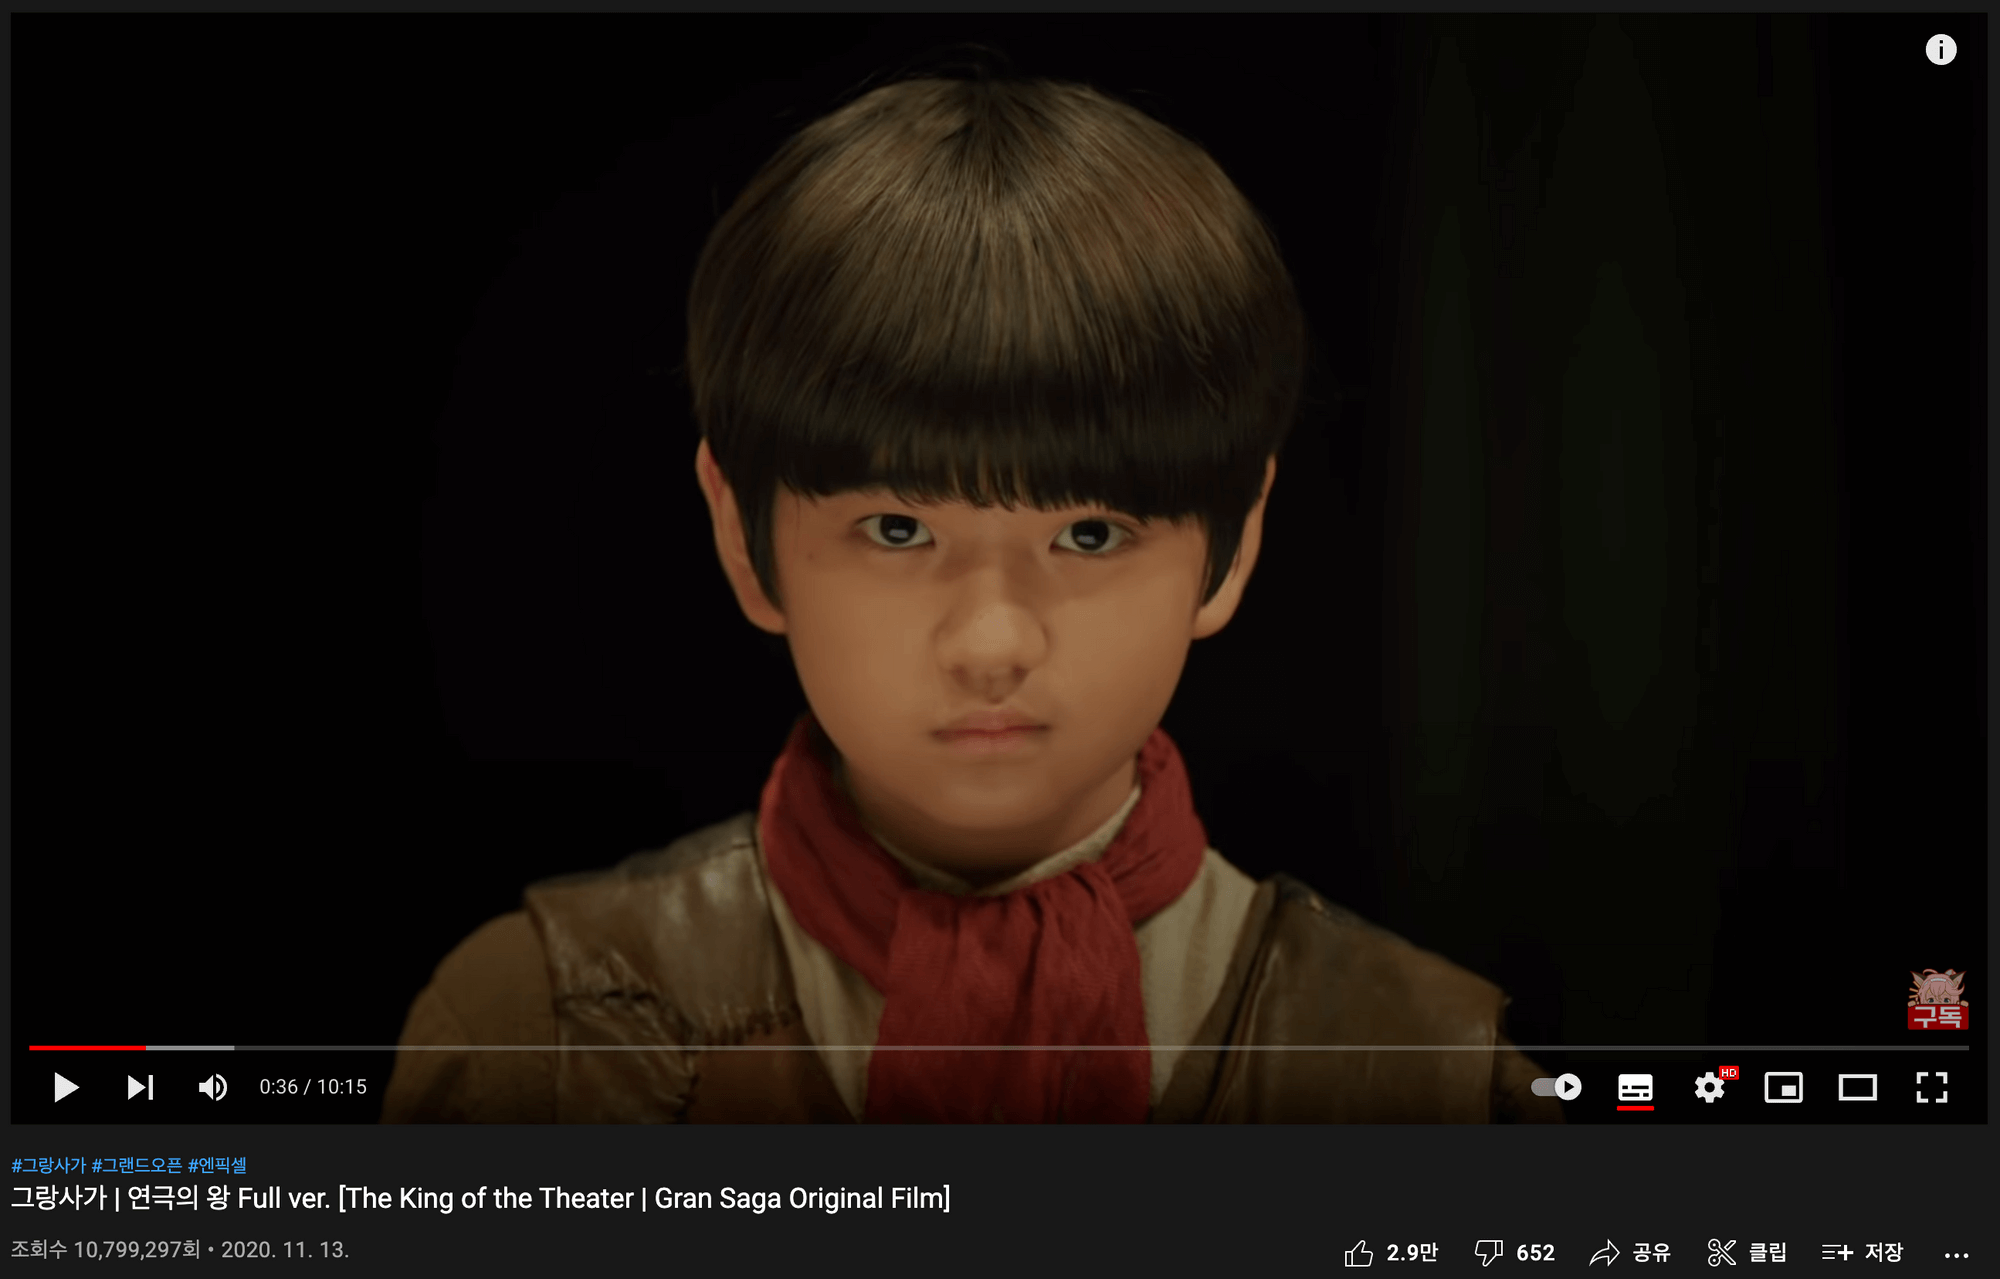 구독
0:36 / 10:15
HD
#그랑사가 #그랜드오픈 #엔픽셀
그랑사가 | 연극의 왕 Full ver. [The King of the Theater | Gran Saga Original Film]
조회수 10,799,297회 • 2020. 11. 13.
2.9만 652 공유 클립 저장